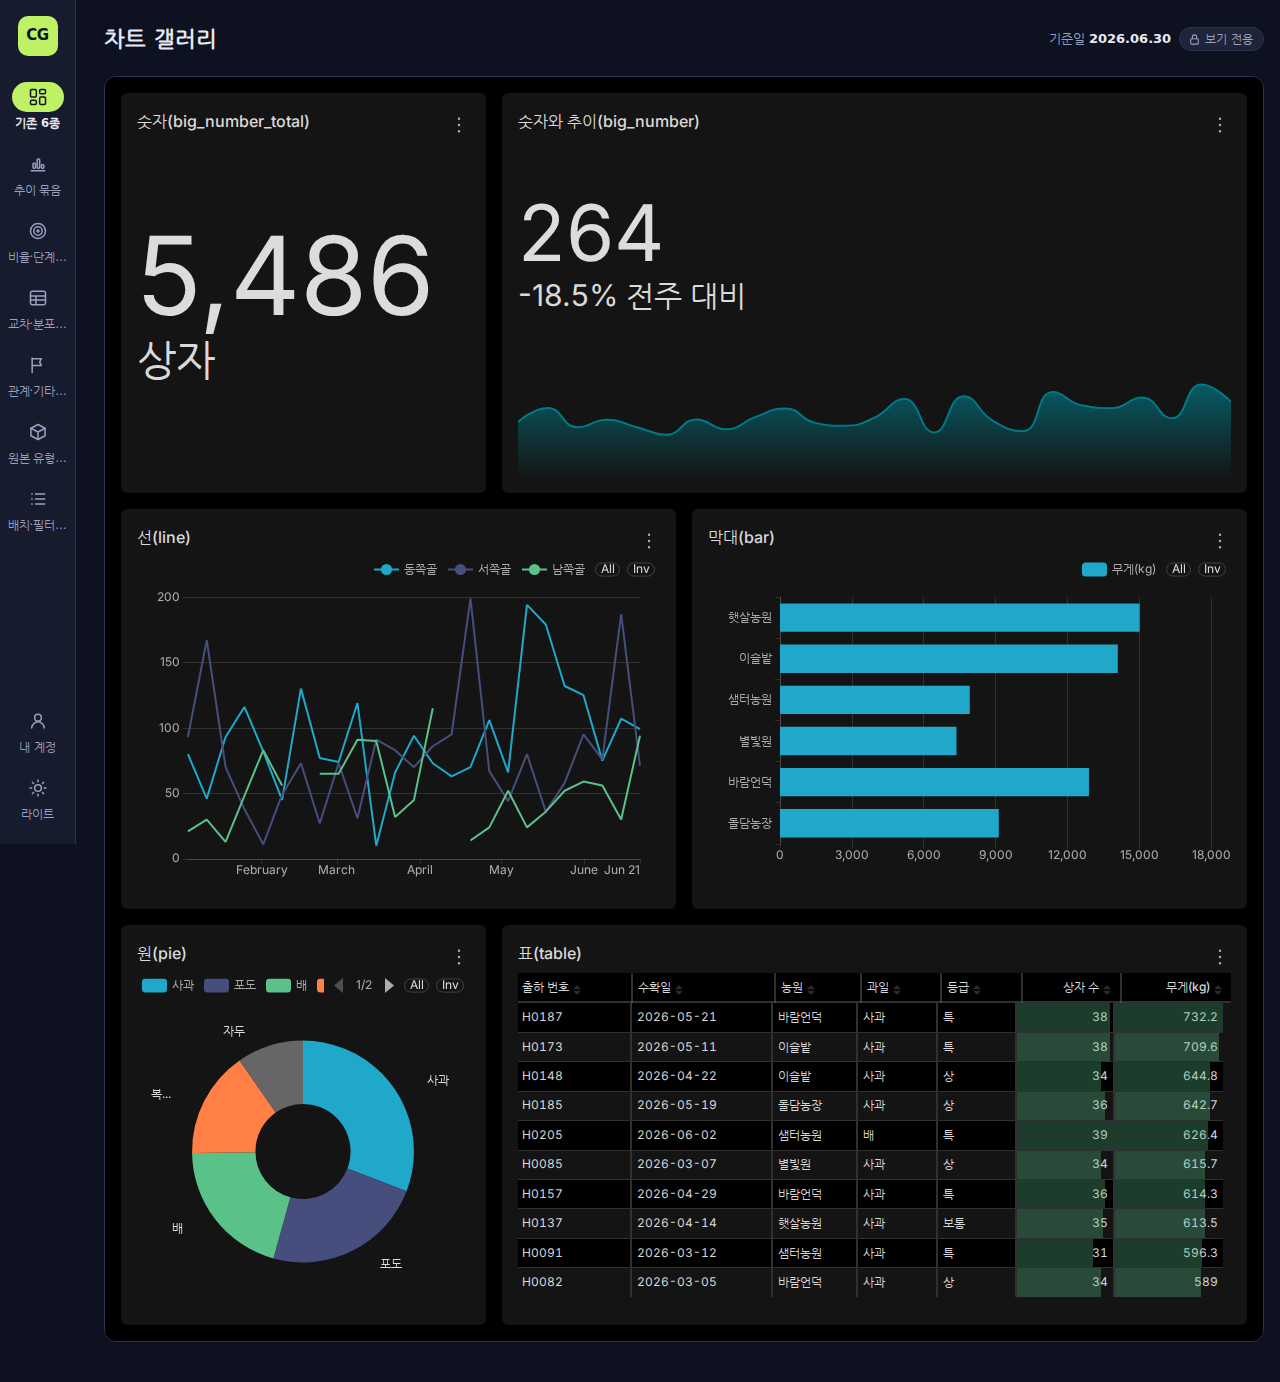 CG
기존 6종
추이 묶음
비율·단계...
교차·분포...
관계·기타...
원본 유형...
배치·필터...
내 계정
라이트
차트 갤러리
기준일 2026.06.30
보기 전용
숫자(big_number_total)
5,486
상자
숫자와 추이(big_number)
264
-18.5% 전주 대비
선(line)
동쪽골 서쪽골 남쪽골 All Inv
200
150
100
50
0
February March April May June Jun 21
막대(bar)
무게(kg) All Inv
햇살농원
이슬밭
샘터농원
별빛원
바람언덕
돌담농장
0 3,000 6,000 9,000 12,000 15,000 18,000
원(pie)
사과 포도 배 1/2 All Inv
자두
사과
복...
배
포도
표(table)
출하 번호 수확일 농원 과일 등급 상자 수 무게(kg)
H0187 2026-05-21 바람언덕 사과 특 38 732.2
H0173 2026-05-11 이슬밭 사과 특 38 709.6
H0148 2026-04-22 이슬밭 사과 상 34 644.8
H0185 2026-05-19 돌담농장 사과 상 36 642.7
H0205 2026-06-02 샘터농원 배 특 39 626.4
H0085 2026-03-07 별빛원 사과 상 34 615.7
H0157 2026-04-29 바람언덕 사과 특 36 614.3
H0137 2026-04-14 햇살농원 사과 보통 35 613.5
H0091 2026-03-12 샘터농원 사과 특 31 596.3
H0082 2026-03-05 바람언덕 사과 상 34 589